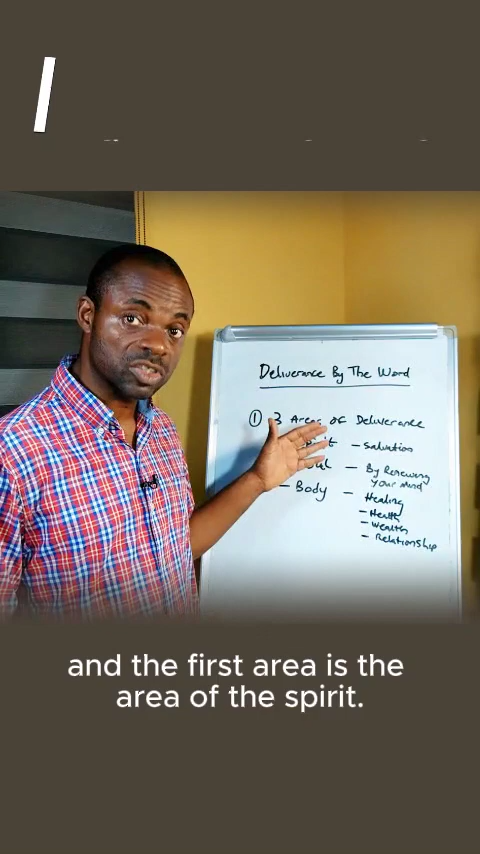 Deliverance By The Word
① 3 Areas of Deliverance
- Salvation
- By Renewing
Your Mind
- Body - Healing
- Health
- Wealth
- Relationship
and the first area is the
area of the spirit.